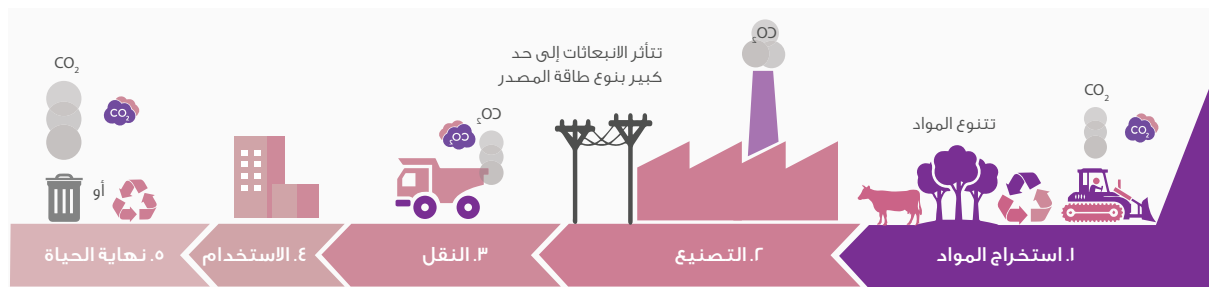 CO₂
CO₂
تتنوع المواد
١. استخراج المواد
CO₂
تتأثر الانبعاثات إلى حد
كبير بنوع طاقة المصدر
٢. التصنيع
CO₂
CO₂
٣. النقل
٤. الاستخدام
CO₂
CO₂
أو
٥. نهاية الحياة